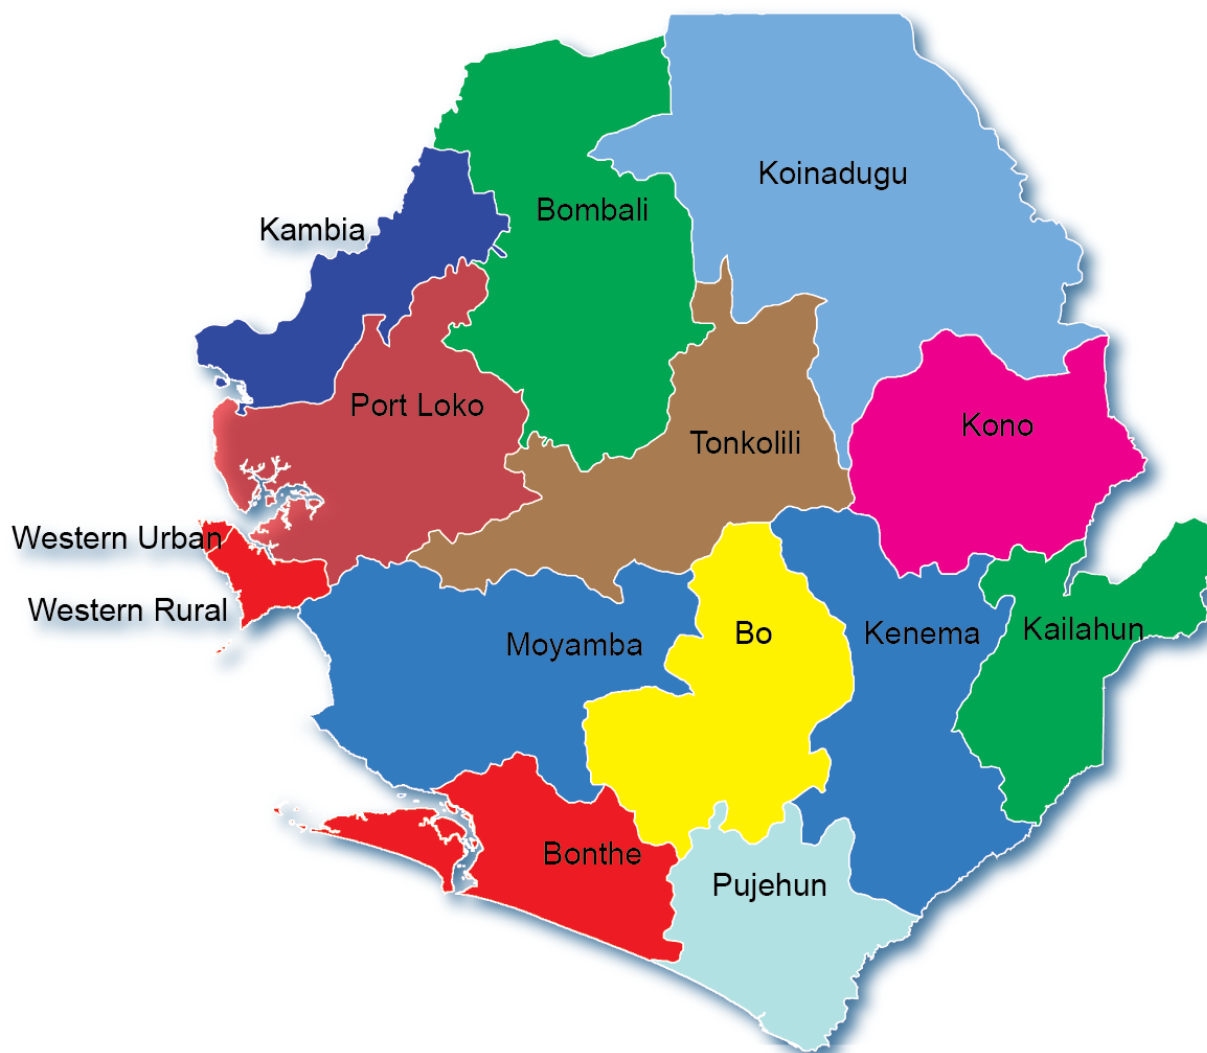 Koinadugu
Bombali
Kambia
Port Loko
Kono
Tonkolili
Western Urban
Western Rural
Moyamba
Bo
Kenema
Kailahun
Bonthe
Pujehun